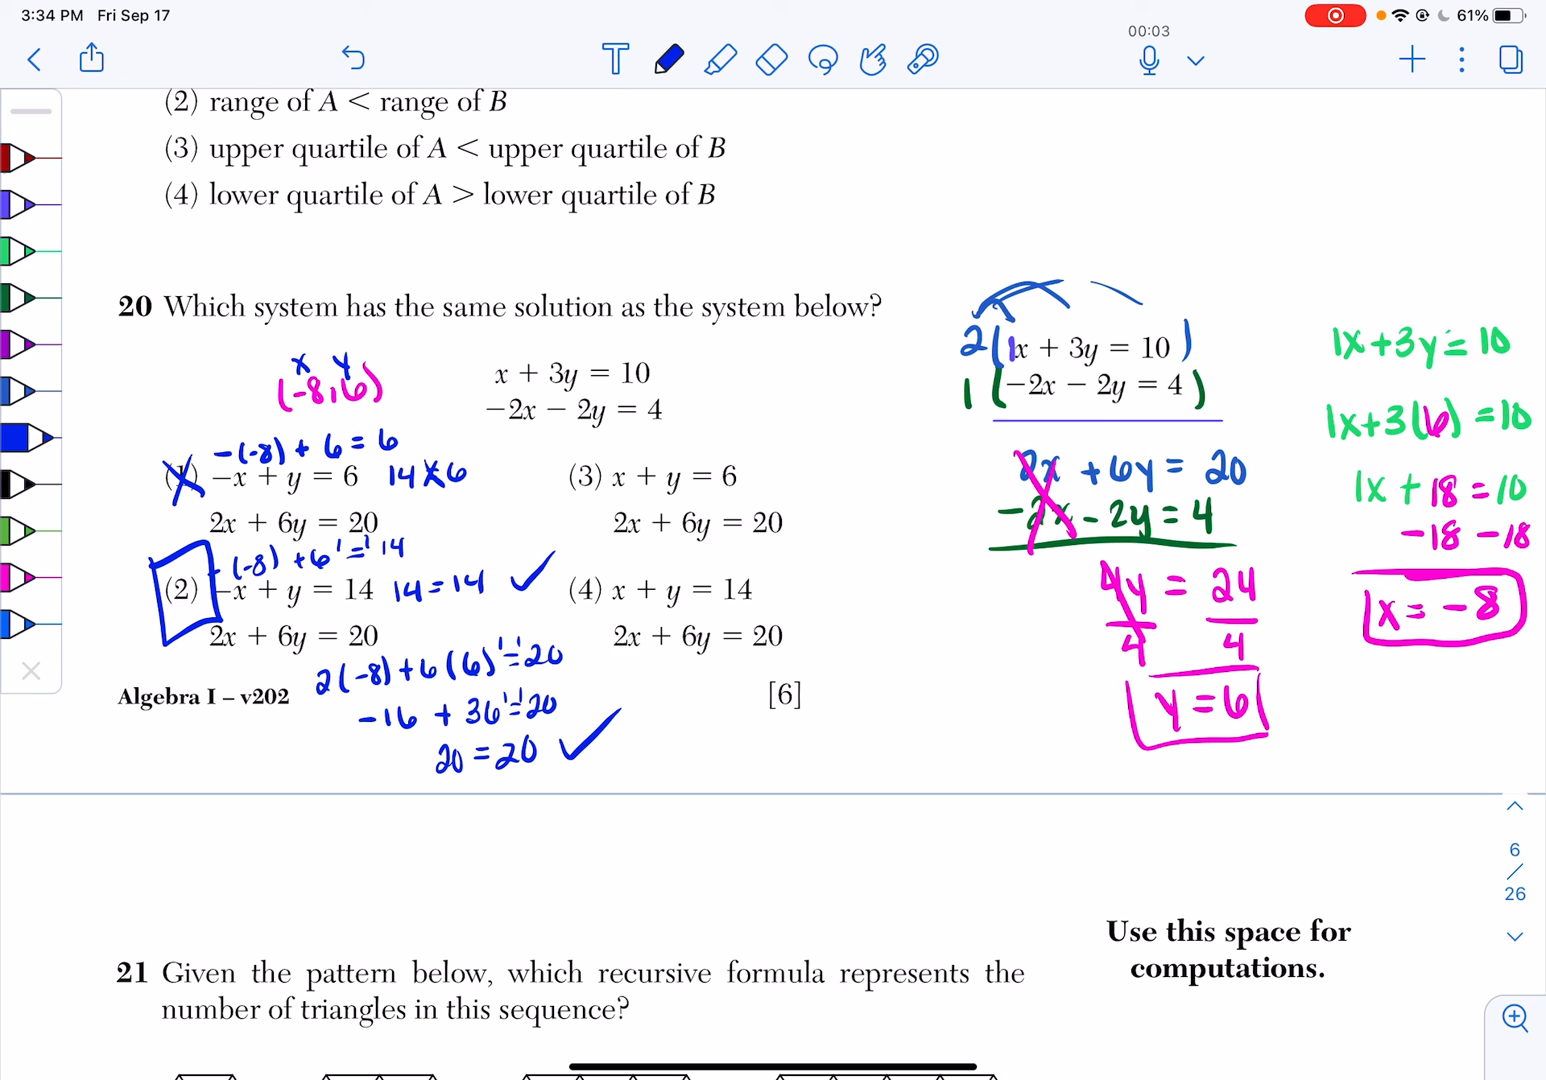 3:34 PM Fri Sep 17
61%
00:03
(2) range of A < range of B
(3) upper quartile of A < upper quartile of B
(4) lower quartile of A > lower quartile of B
20 Which system has the same solution as the system below?
x y
(-8, 6)
x + 3y = 10
−2x − 2y = 4
-(-8) + 6 = 6
(1) −x + y = 6 14 ✗ 6
2x + 6y = 20
-(-8) + 6 = 14
(2) −x + y = 14 14 = 14 ✓
2x + 6y = 20
2(-8) + 6(6) = 20
-16 + 36 = 20
20 = 20 ✓
(3) x + y = 6
2x + 6y = 20
(4) x + y = 14
2x + 6y = 20
Algebra I – v202
[6]
2(1x + 3y = 10)
1(−2x − 2y = 4)
2x + 6y = 20
-2x - 2y = 4
4y = 24
4 4
y = 6
1x + 3y = 10
1x + 3(6) = 10
1x + 18 = 10
-18 -18
x = -8
6
/
26
Use this space for
computations.
21 Given the pattern below, which recursive formula represents the
number of triangles in this sequence?